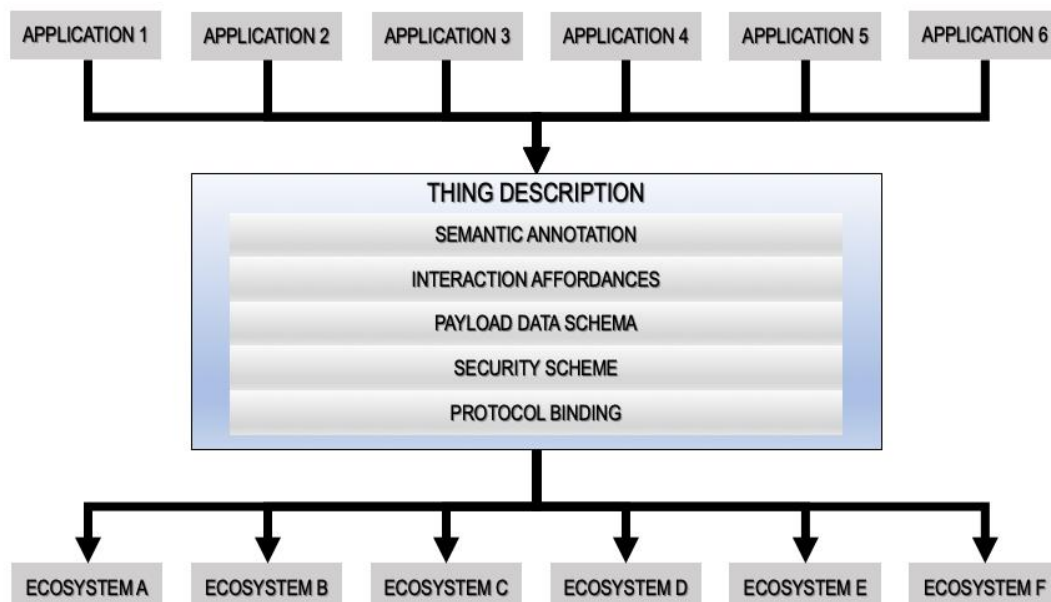 APPLICATION 1
APPLICATION 2
APPLICATION 3
APPLICATION 4
APPLICATION 5
APPLICATION 6
THING DESCRIPTION
SEMANTIC ANNOTATION
INTERACTION AFFORDANCES
PAYLOAD DATA SCHEMA
SECURITY SCHEME
PROTOCOL BINDING
ECOSYSTEM A
ECOSYSTEM B
ECOSYSTEM C
ECOSYSTEM D
ECOSYSTEM E
ECOSYSTEM F